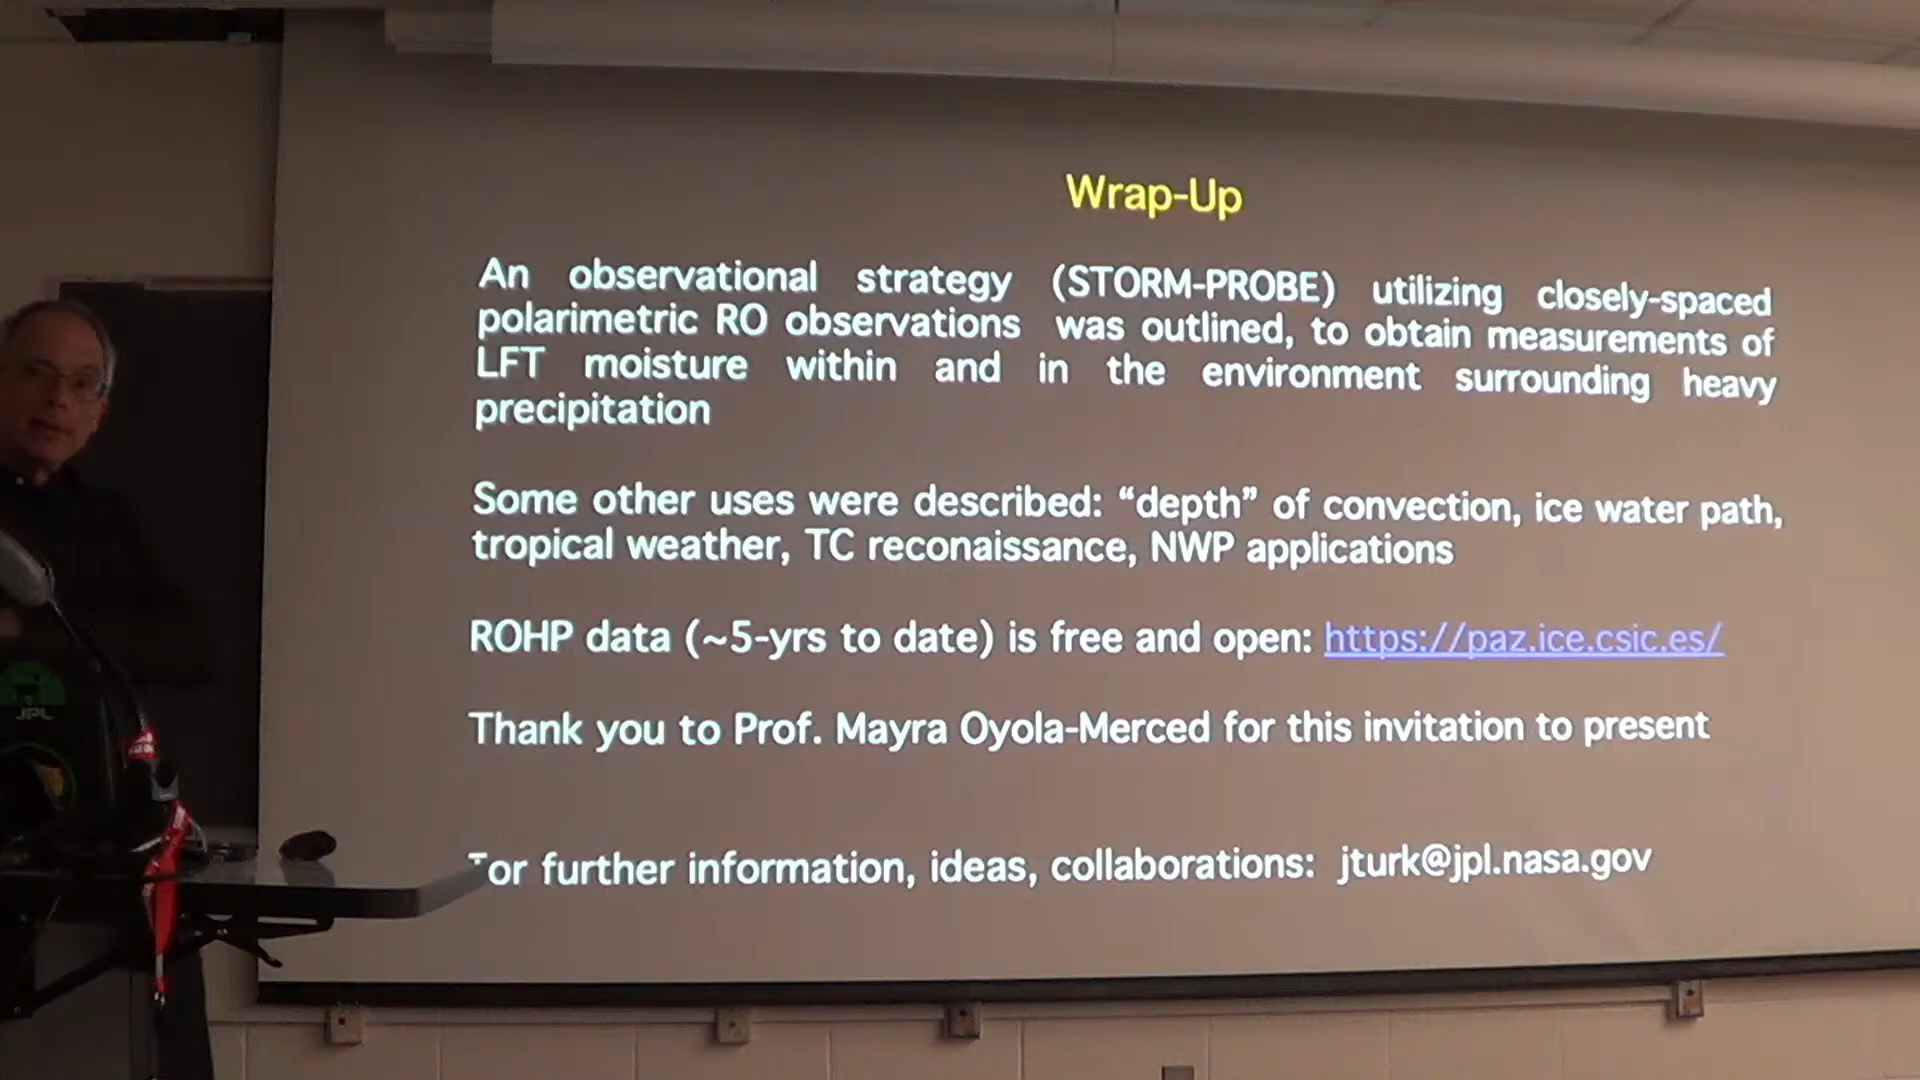 Wrap-Up
An observational strategy (STORM-PROBE) utilizing closely-spaced
polarimetric RO observations was outlined, to obtain measurements of
LFT moisture within and in the environment surrounding heavy
precipitation
Some other uses were described: “depth” of convection, ice water path,
tropical weather, TC reconaissance, NWP applications
ROHP data (~5-yrs to date) is free and open: https://paz.ice.csic.es/
Thank you to Prof. Mayra Oyola-Merced for this invitation to present
For further information, ideas, collaborations: jturk@jpl.nasa.gov
JPL